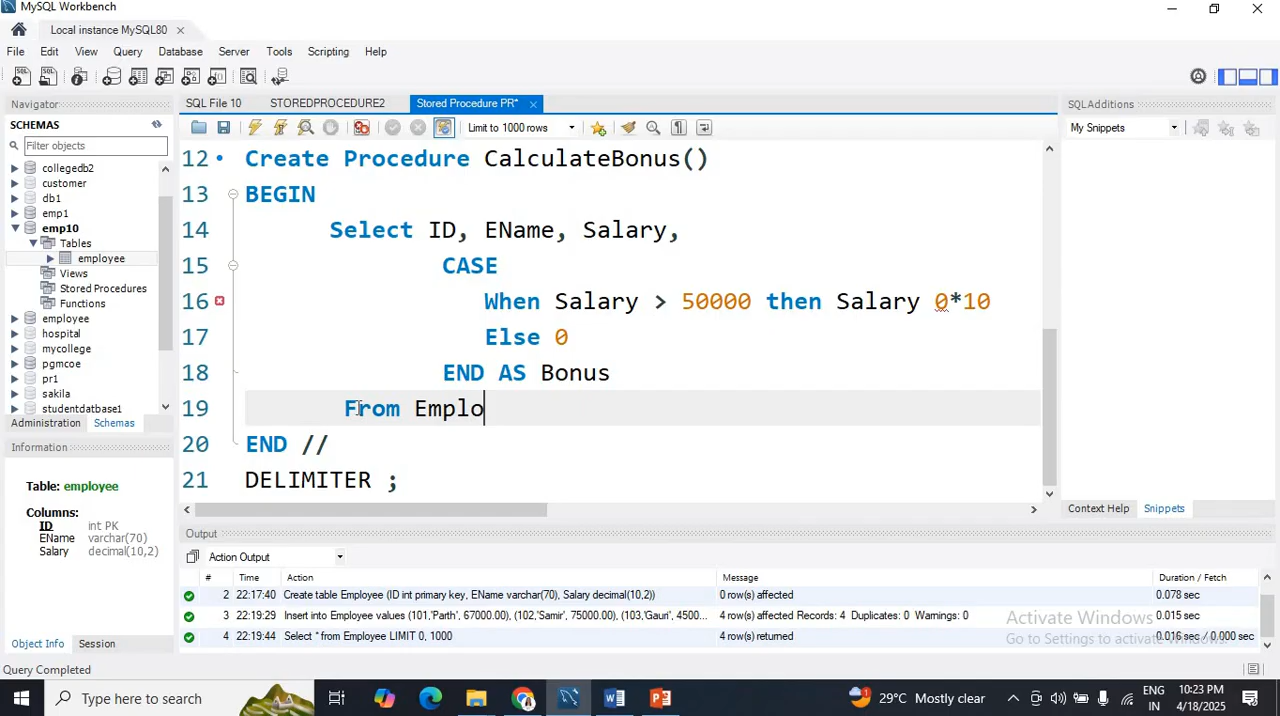 MySQL Workbench
Local instance MySQL80
File Edit View Query Database Server Tools Scripting Help
Navigator
SCHEMAS
Filter objects
collegedb2
customer
db1
emp1
emp10
Tables
employee
Views
Stored Procedures
Functions
employee
hospital
mycollege
pgmcoe
pr1
sakila
studentdatbase1
Administration Schemas
Information
Table: employee
Columns:
ID int PK
EName varchar(70)
Salary decimal(10,2)
Object Info Session
Query Completed
SQL File 10 STOREDPROCEDURE2 Stored Procedure PR*
Limit to 1000 rows
12 Create Procedure CalculateBonus()
13 BEGIN
14 Select ID, EName, Salary,
15 CASE
16 When Salary > 50000 then Salary 0*10
17 Else 0
18 END AS Bonus
19 From Emplo
20 END //
21 DELIMITER ;
SQL Additions
My Snippets
Context Help Snippets
Output
Action Output
# Time Action Message Duration / Fetch
2 22:17:40 Create table Employee (ID int primary key, EName varchar(70), Salary decimal(10,2)) 0 row(s) affected 0.078 sec
3 22:19:29 Insert into Employee values (101,'Parth', 67000.00), (102,'Samir', 75000.00), (103,'Gauri', 4500... 4 row(s) affected Records: 4 Duplicates: 0 Warnings: 0 0.015 sec
4 22:19:44 Select * from Employee LIMIT 0, 1000 4 row(s) returned 0.016 sec / 0.000 sec
Activate Windows
Go to Settings to activate Windows.
Type here to search
29°C Mostly clear
ENG
IN
10:23 PM
4/18/2025